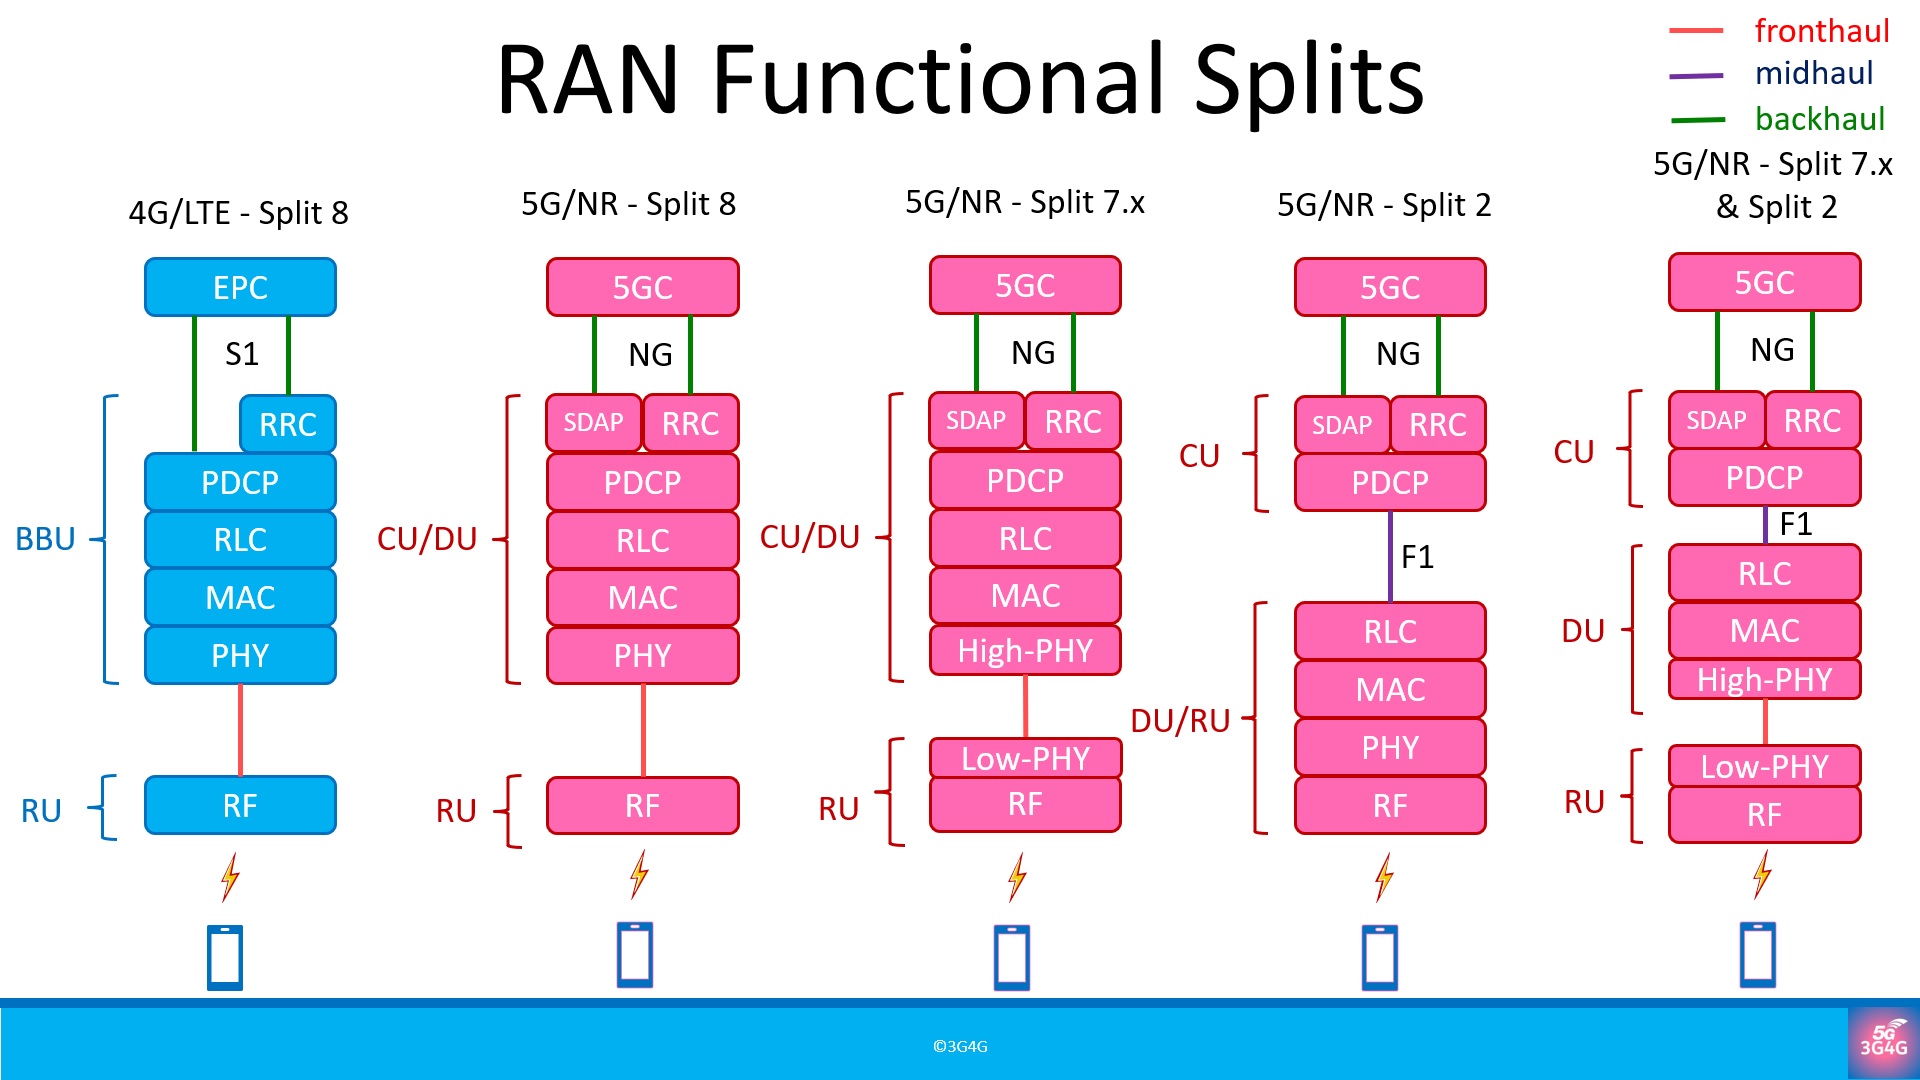 RAN Functional Splits
fronthaul
midhaul
backhaul
4G/LTE - Split 8
EPC
S1
RRC
PDCP
RLC
MAC
PHY
BBU
RF
RU
5G/NR - Split 8
5GC
NG
SDAP
RRC
PDCP
RLC
MAC
PHY
CU/DU
RF
RU
5G/NR - Split 7.x
5GC
NG
SDAP
RRC
PDCP
RLC
MAC
High-PHY
CU/DU
Low-PHY
RF
RU
5G/NR - Split 2
5GC
NG
SDAP
RRC
PDCP
CU
F1
RLC
MAC
PHY
RF
DU/RU
5G/NR - Split 7.x
& Split 2
5GC
NG
SDAP
RRC
PDCP
CU
F1
RLC
MAC
High-PHY
DU
Low-PHY
RF
RU
©3G4G
5G
3G4G